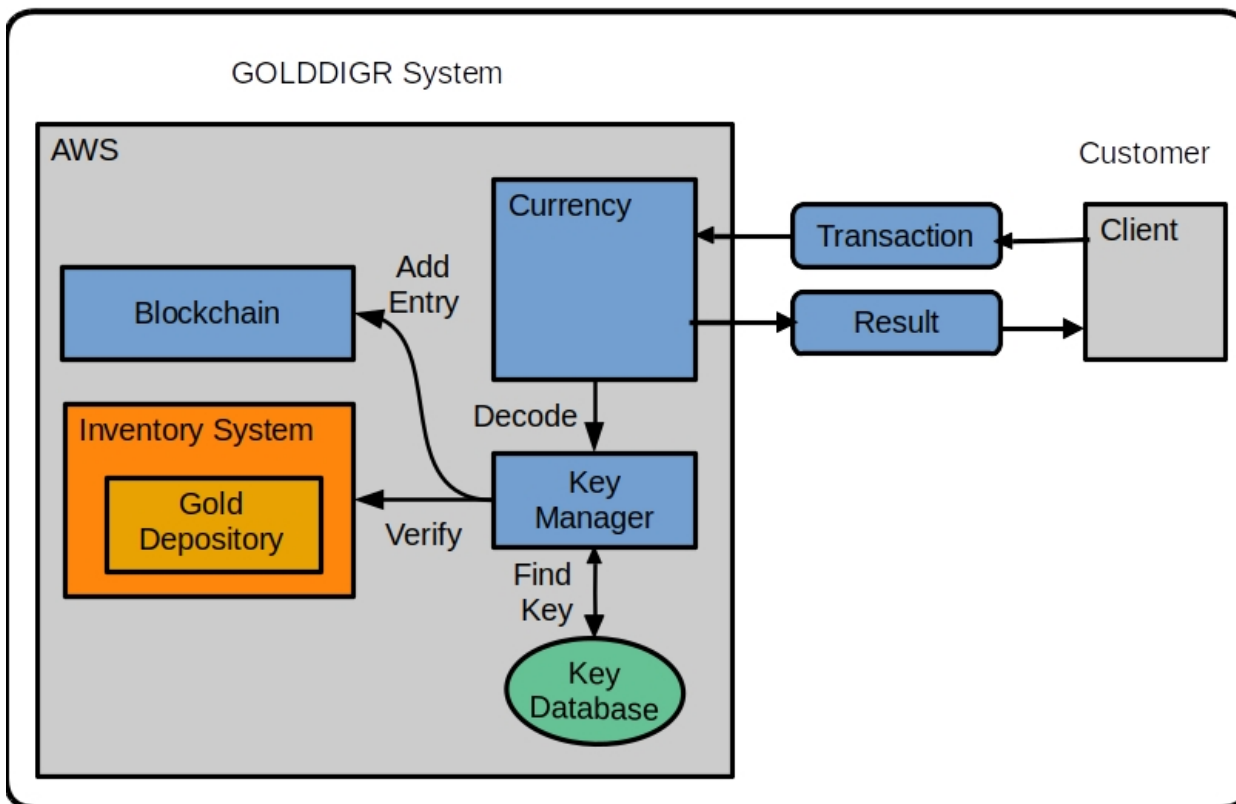 GOLDDIGR System
AWS
Customer
Currency
Transaction
Client
Add
Entry
Blockchain
Result
Decode
Inventory System
Gold
Depository
Key
Manager
Verify
Find
Key
Key
Database